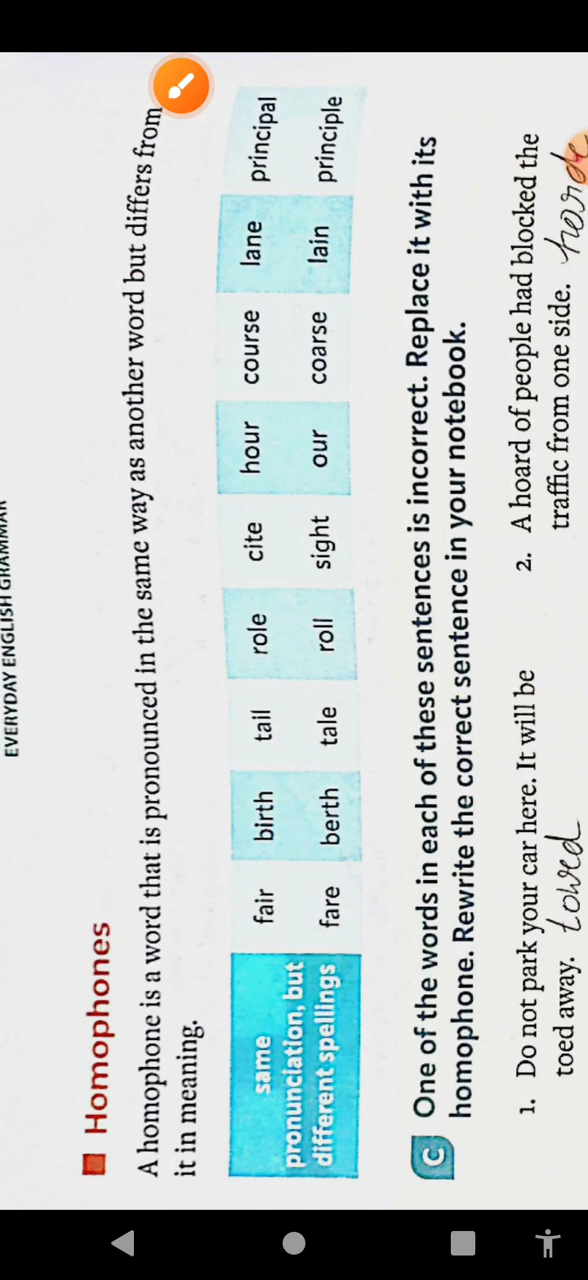 EVERYDAY ENGLISH GRAMMAR
Homophones
A homophone is a word that is pronounced in the same way as another word but differs from
it in meaning.
same
pronunciation, but
different spellings
fair birth tail role cite hour course lane principal
fare berth tale roll sight our coarse lain principle
C One of the words in each of these sentences is incorrect. Replace it with its
homophone. Rewrite the correct sentence in your notebook.
1. Do not park your car here. It will be
toed away. towed
2. A hoard of people had blocked the
traffic from one side.